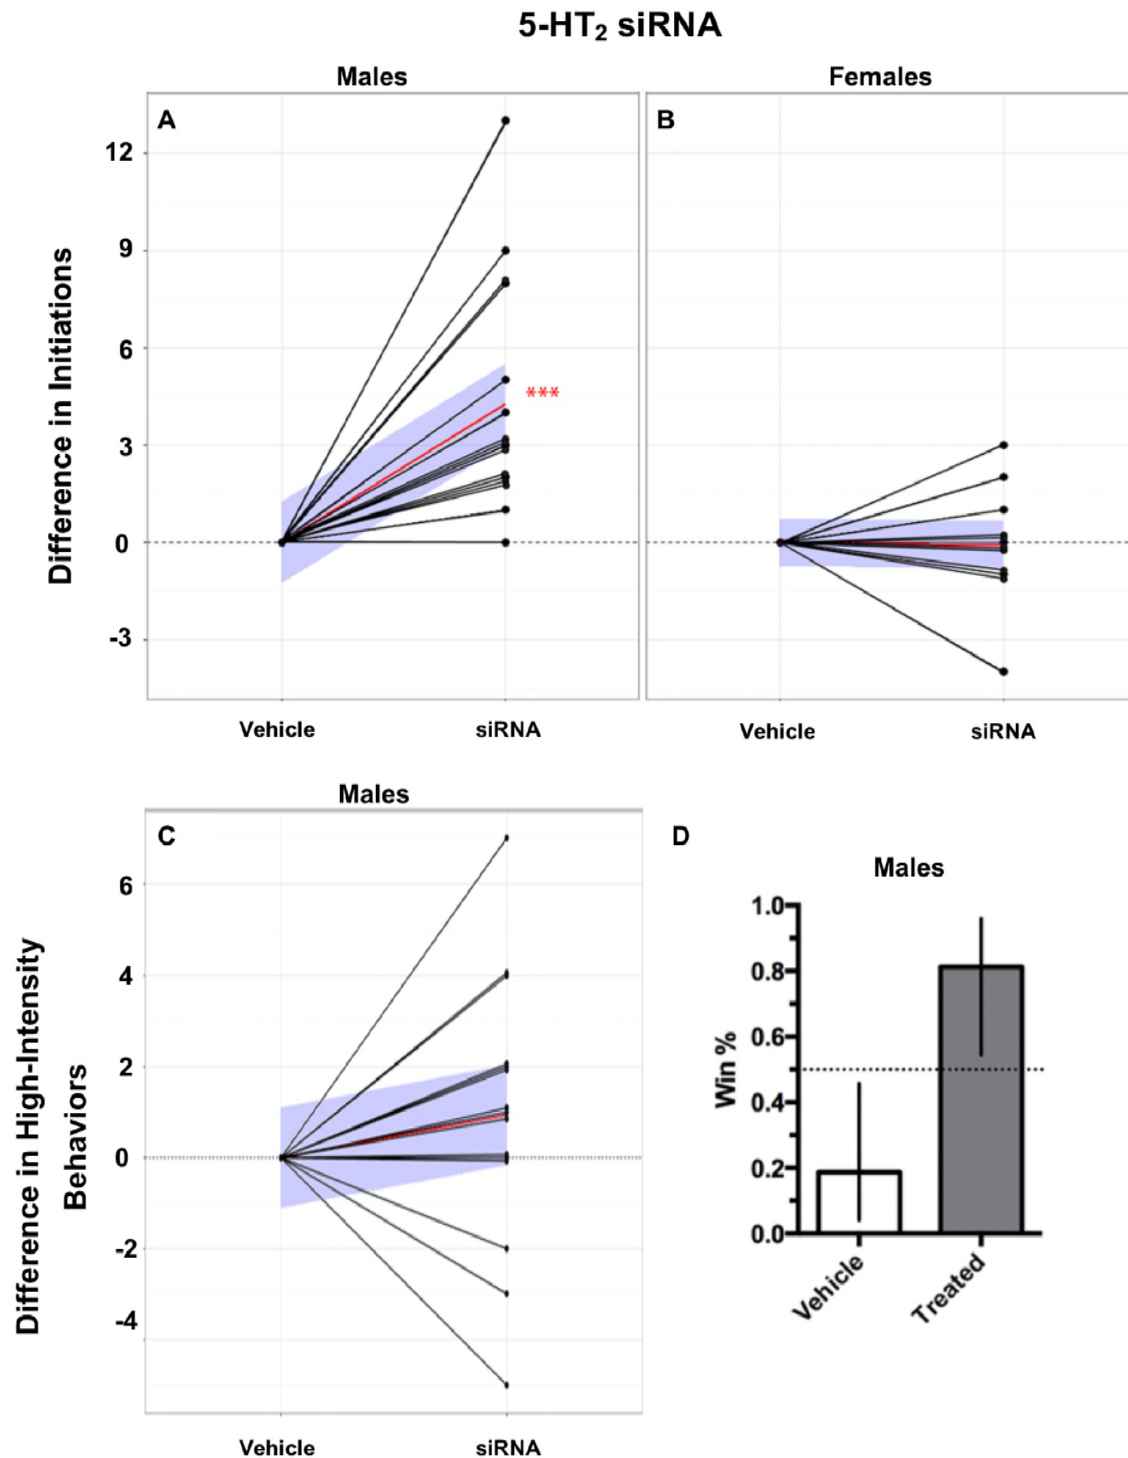 5-HT₂ siRNA
Males
Females
A
B
12
9
6
3
0
-3
Difference in Initiations
***
Vehicle
siRNA
Vehicle
siRNA
Males
C
6
4
2
0
-2
-4
Difference in High-Intensity
Behaviors
Vehicle
siRNA
D
Males
1.0
0.8
0.6
0.4
0.2
0.0
Win %
Vehicle
Treated